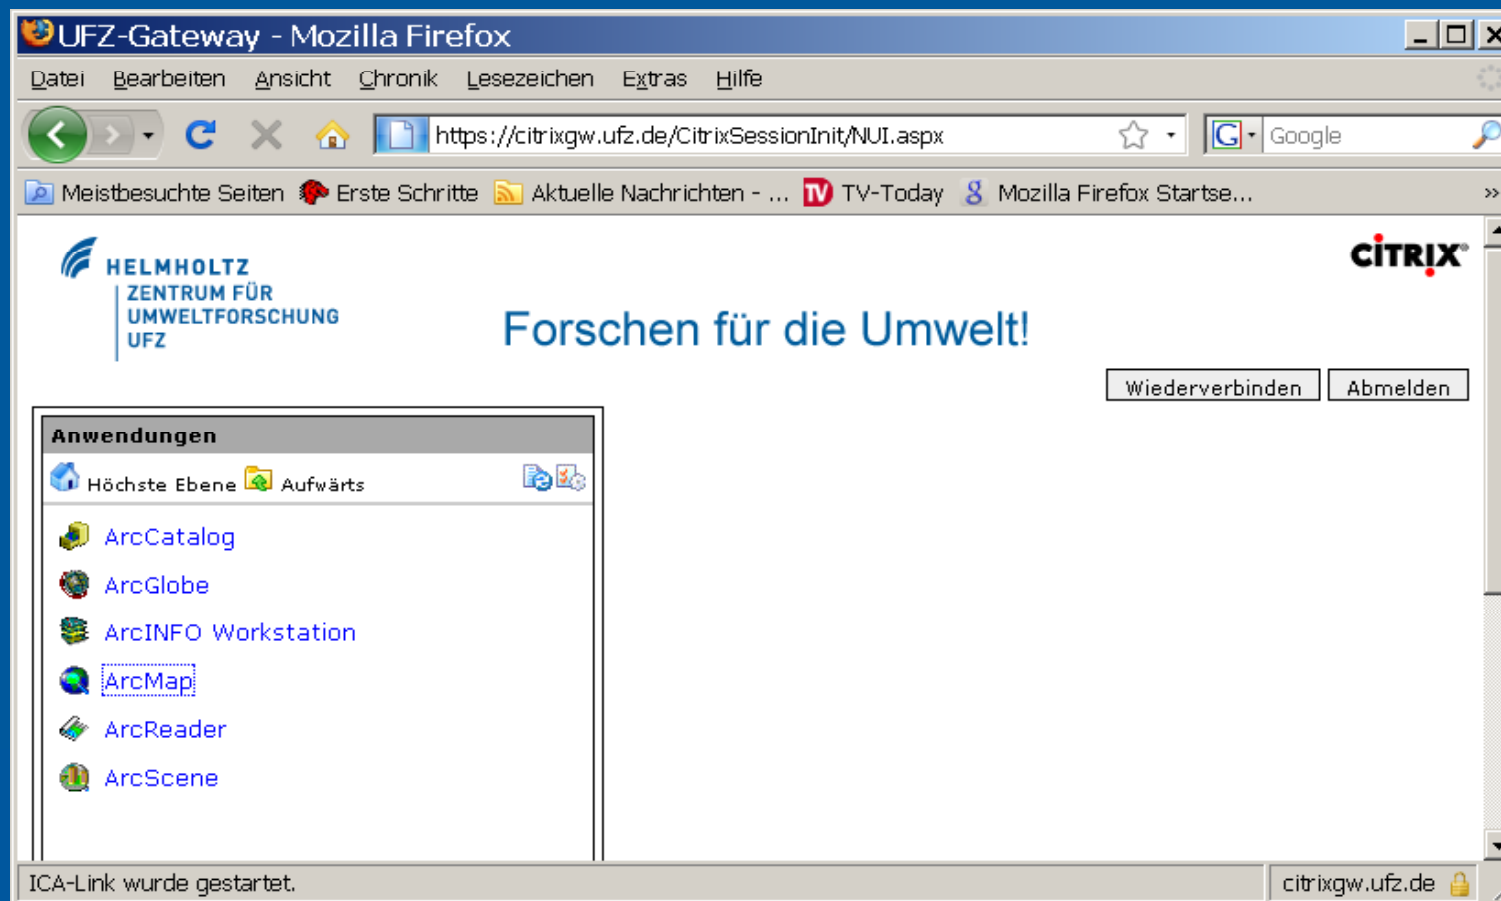 UFZ-Gateway - Mozilla Firefox
Datei Bearbeiten Ansicht Chronik Lesezeichen Extras Hilfe
https://citrixgw.ufz.de/CitrixSessionInit/NUI.aspx G Google
Meistbesuchte Seiten Erste Schritte Aktuelle Nachrichten - ... TV TV-Today 8 Mozilla Firefox Startse... »
HELMHOLTZ
ZENTRUM FÜR
UMWELTFORSCHUNG
UFZ
CITRIX®
Forschen für die Umwelt!
Wiederverbinden Abmelden
Anwendungen
Höchste Ebene Aufwärts
ArcCatalog
ArcGlobe
ArcINFO Workstation
ArcMap
ArcReader
ArcScene
ICA-Link wurde gestartet. citrixgw.ufz.de